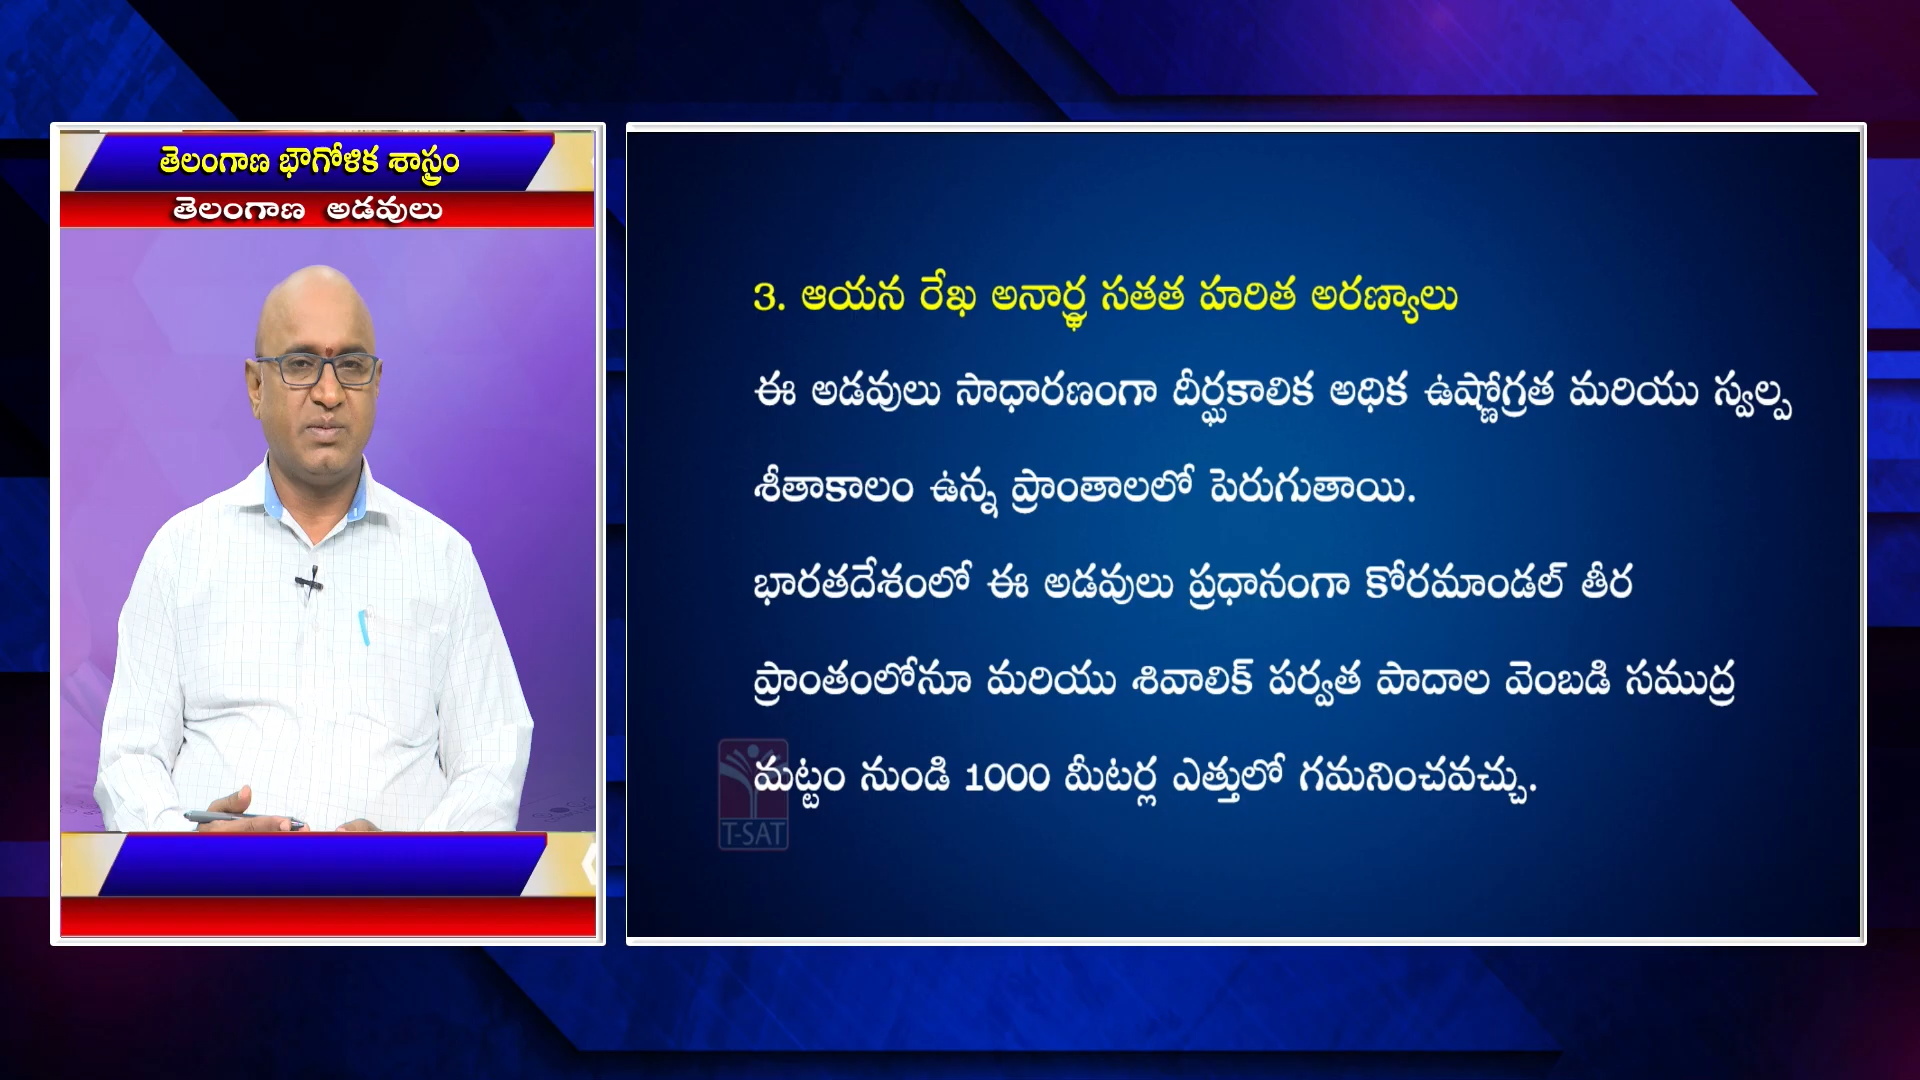 తెలంగాణ భౌగోళిక శాస్త్రం
తెలంగాణ అడవులు
3. ఆయన రేఖ అనార్థ్ర సతత హరిత అరణ్యాలు
ఈ అడవులు సాధారణంగా దీర్ఘకాలిక అధిక ఉష్ణోగ్రత మరియు స్వల్ప
శీతాకాలం ఉన్న ప్రాంతాలలో పెరుగుతాయి.
భారతదేశంలో ఈ అడవులు ప్రధానంగా కోరమాండల్ తీర
ప్రాంతంలోనూ మరియు శివాలిక్ పర్వత పాదాల వెంబడి సముద్ర
మట్టం నుండి 1000 మీటర్ల ఎత్తులో గమనించవచ్చు.
T-SAT